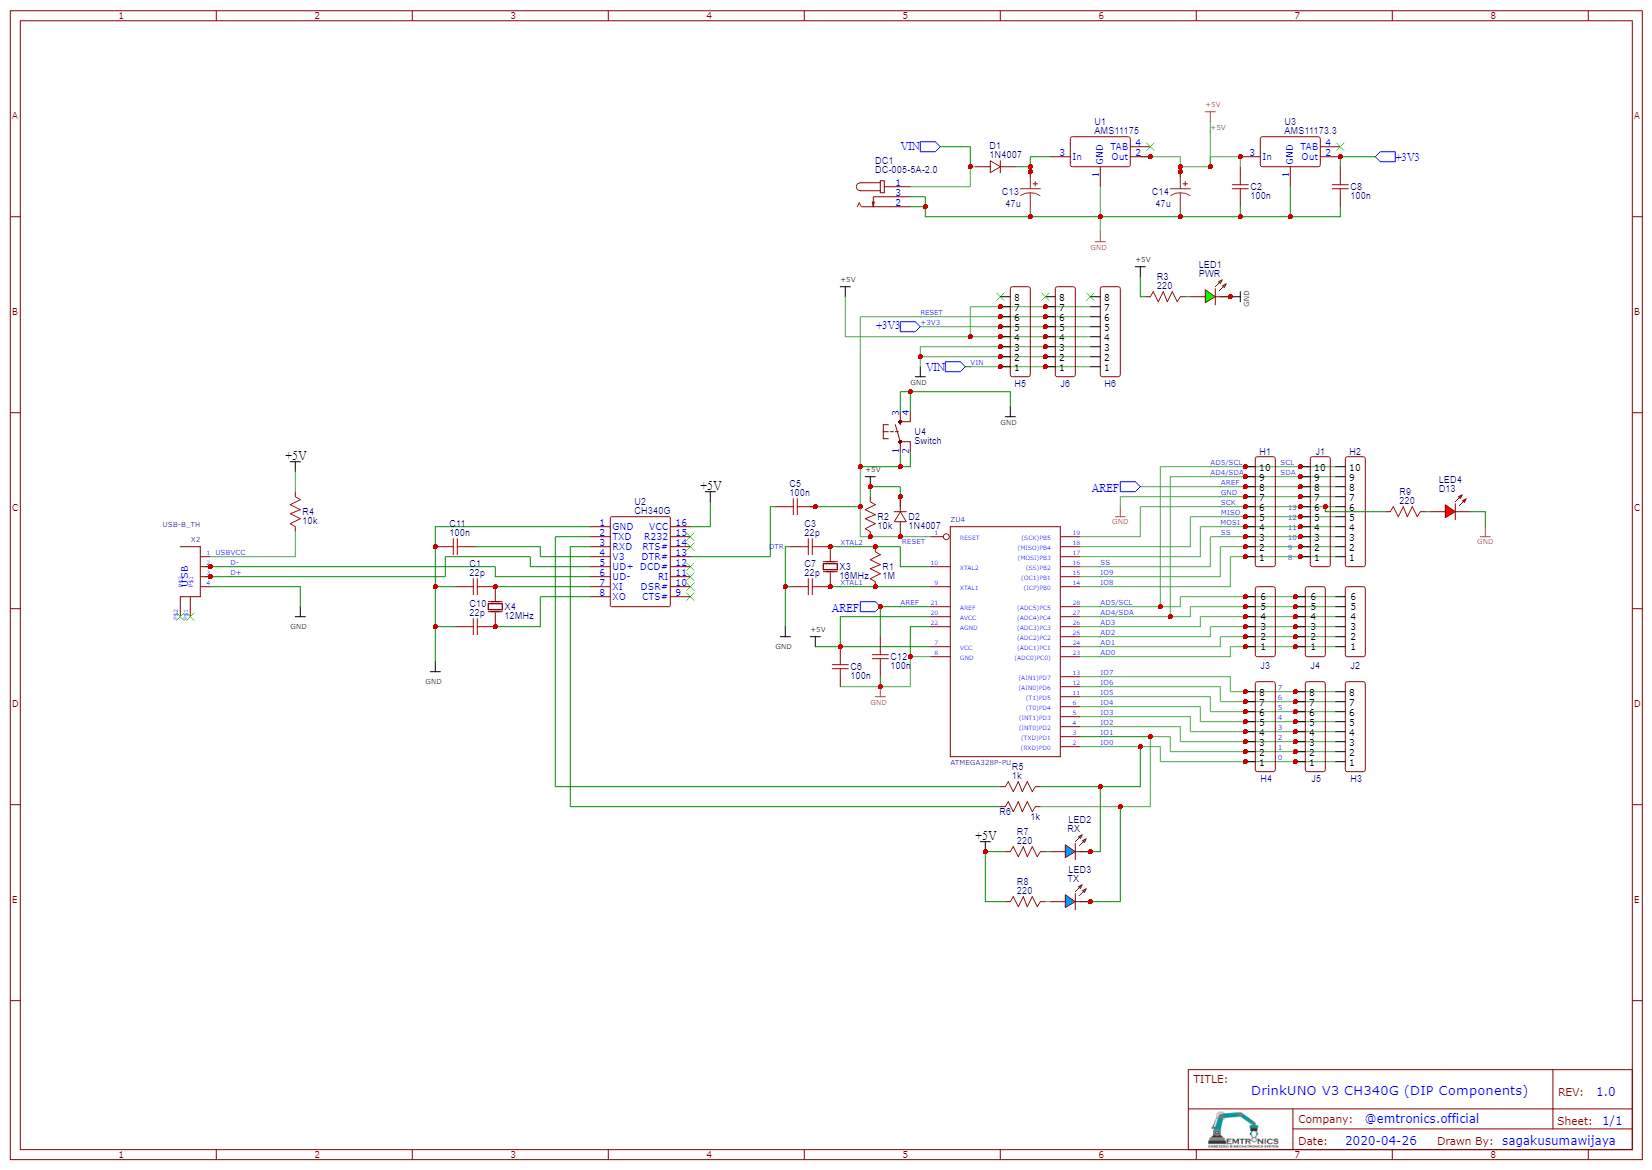 1 2 3 4 5 6 7 8
A
A
B
B
C
C
D
D
E
E
+5V
+5V
U1
AMS11175
U3
AMS11173.3
VIN
DC1
DC-005-5A-2.0
D1
1N4007
3 In
GND
1
TAB 4
Out 2
3 In
GND
1
TAB 4
Out 2
+3V3
1
3
2
C13
47u
+
C14
47u
+
C2
100n
C8
100n
GND
+5V
+5V
R3
220
LED1
PWR
GND
RESET
+3V3
+3V3
VIN
VIN
GND
8 8 8
7 7 7
6 6 6
5 5 5
4 4 4
3 3 3
2 2 2
1 1 1
H5 J6 H6
3 4
1 2
U4
Switch
GND
+5V
R4
10k
USB-B_TH
X2
USB
1 USBVCC
D-
D+
4
GND
C11
100n
C1
22p
C10
22p
X4
12MHz
GND
U2
CH340G
+5V
1 GND VCC 16
2 TXD R232 15
3 RXD RTS# 14
4 V3 DTR# 13
5 UD+ DCD# 12
6 UD- RI 11
7 XI DSR# 10
8 XO CTS# 9
C5
100n
DTR
C3
22p
C7
22p
XTAL2
XTAL1
X3
16MHz
R1
1M
+5V
R2
10k
D2
1N4007
RESET
GND
AREF
AREF
+5V
C6
100n
C12
100n
GND
ZU4
1 RESET
10 XTAL2
9 XTAL1
21 AREF
20 AVCC
22 AGND
7 VCC
8 GND
(SCK)PB5 19
(MISO)PB4 18
(MOSI)PB3 17
(SS)PB2 16 SS
(OC1)PB1 15 IO9
(ICP)PB0 14 IO8
(ADC5)PC5 28 AD5/SCL
(ADC4)PC4 27 AD4/SDA
(ADC3)PC3 26 AD3
(ADC2)PC2 25 AD2
(ADC1)PC1 24 AD1
(ADC0)PC0) 23 AD0
(AIN1)PD7 13 IO7
(AIN0)PD6 12 IO6
(T1)PD5 11 IO5
(T0)PD4 6 IO4
(INT1)PD3 5 IO3
(INT0)PD2 4 IO2
(TXD)PD1 3 IO1
(RXD)PD0 2 IO0
ATMEGA328P-PU
AREF
GND
H1 J1 H2
AD5/SCL 10 SCL 10 10
AD4/SDA 9 SDA 9 9
AREF 8 8 8
GND 7 7 7
SCK 6 13 6 6
MISO 5 12 5 5
MOSI 4 11 4 4
SS 3 10 3 3
2 9 2 2
1 8 1 1
R9
220
LED4
D13
GND
6 6 6
5 5 5
4 4 4
3 3 3
2 2 2
1 1 1
J3 J4 J2
8 7 8 8
7 6 7 7
6 5 6 6
5 4 5 5
4 3 4 4
3 2 3 3
2 1 2 2
1 0 1 1
H4 J5 H3
R5
1k
R6
1k
+5V
R7
220
LED2
RX
R8
220
LED3
TX
TITLE:
DrinkUNO V3 CH340G (DIP Components)
REV: 1.0
EMTRONICS
Company: @emtronics.official
Sheet: 1/1
Date: 2020-04-26 Drawn By: sagakusumawijaya
1 2 3 4 5 6 7 8